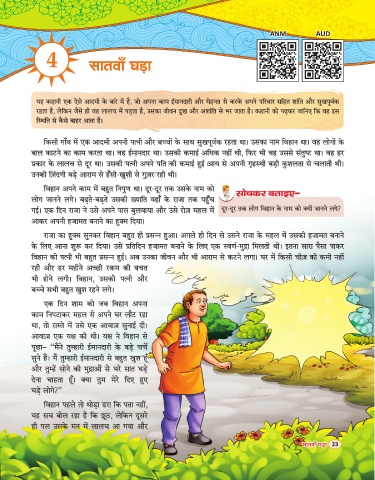 ANM AUD
4
सातवाँ घड़ा
यह कहानी एक ऐसे आदमी के बारे में है, जो अपना काम ईमानदारी और मेहनत से करके अपने परिवार सहित शांति और सुखपूर्वक
रहता है, लेकिन जैसे ही वह लालच में पड़ता है, उसका जीवन दुख और अशांति से भर जाता है। कहानी को पढ़कर जानिए कि वह इस
स्थिति से कैसे बाहर आता है।
किसी गाँव में एक आदमी अपनी पत्नी और बच्चों के साथ सुखपूर्वक रहता था। उसका नाम विहान था। वह लोगों के
बाल काटने का काम करता था। वह ईमानदार था। उसकी कमाई अधिक नहीं थी, फिर भी वह उससे संतुष्ट था। वह हर
प्रकार के लालच से दूर था। उसकी पत्नी अपने पति की कमाई हुई आय से अपनी गृहस्थी बड़ी कुशलता से चलाती थी।
उनकी ज़िंदगी बड़े आराम से हँसी-खुशी से गुज़र रही थी।
विहान अपने काम में बहुत निपुण था। दूर-दूर तक उसके नाम को
लोग जानने लगे। बढ़ते-बढ़ते उसकी ख्याति वहाँ के राजा तक पहुँच
गई। एक दिन राजा ने उसे अपने पास बुलवाया और उसे रोज़ महल में
आकर अपनी हजामत बनाने का हुक्म दिया।
सोचकर बताइए–
दूर-दूर तक लोग विहान के नाम को क्यों जानने लगे?
राजा का हुक्म सुनकर विहान बहुत ही प्रसन्न हुआ। अगले ही दिन से उसने राजा के महल में उसकी हजामत बनाने
के लिए आना शुरू कर दिया। उसे प्रतिदिन हजामत बनाने के लिए एक स्वर्ण-मुद्रा मिलती थी। इतना सारा पैसा पाकर
विहान की पत्नी भी बहुत प्रसन्न हुई। अब उनका जीवन और भी आराम से कटने लगा। घर में किसी चीज़ की कमी नहीं
रही और हर महीने अच्छी रकम की बचत
भी होने लगी। विहान, उसकी पत्नी और
बच्चे सभी बहुत खुश रहने लगे।
एक दिन शाम को जब विहान अपना
काम निपटाकर महल से अपने घर लौट रहा
था, तो रास्ते में उसे एक आवाज़ सुनाई दी।
आवाज़ एक यक्ष की थी। यक्ष ने विहान से
पूछा– “मैंने तुम्हारी ईमानदारी के बड़े चर्चे
सुने हैं। मैं तुम्हारी ईमानदारी से बहुत खुश हूँ
और तुम्हें सोने की मुद्राओं से भरे सात घड़े
देना चाहता हूँ। क्या तुम मेरे दिए हुए
घड़े लोगे?”
विहान पहले तो थोड़ा डरा कि पता नहीं,
यह सच बोल रहा है कि झूठ, लेकिन दूसरे
ही पल उसके मन में लालच आ गया और
सातवाँ घड़ा 23